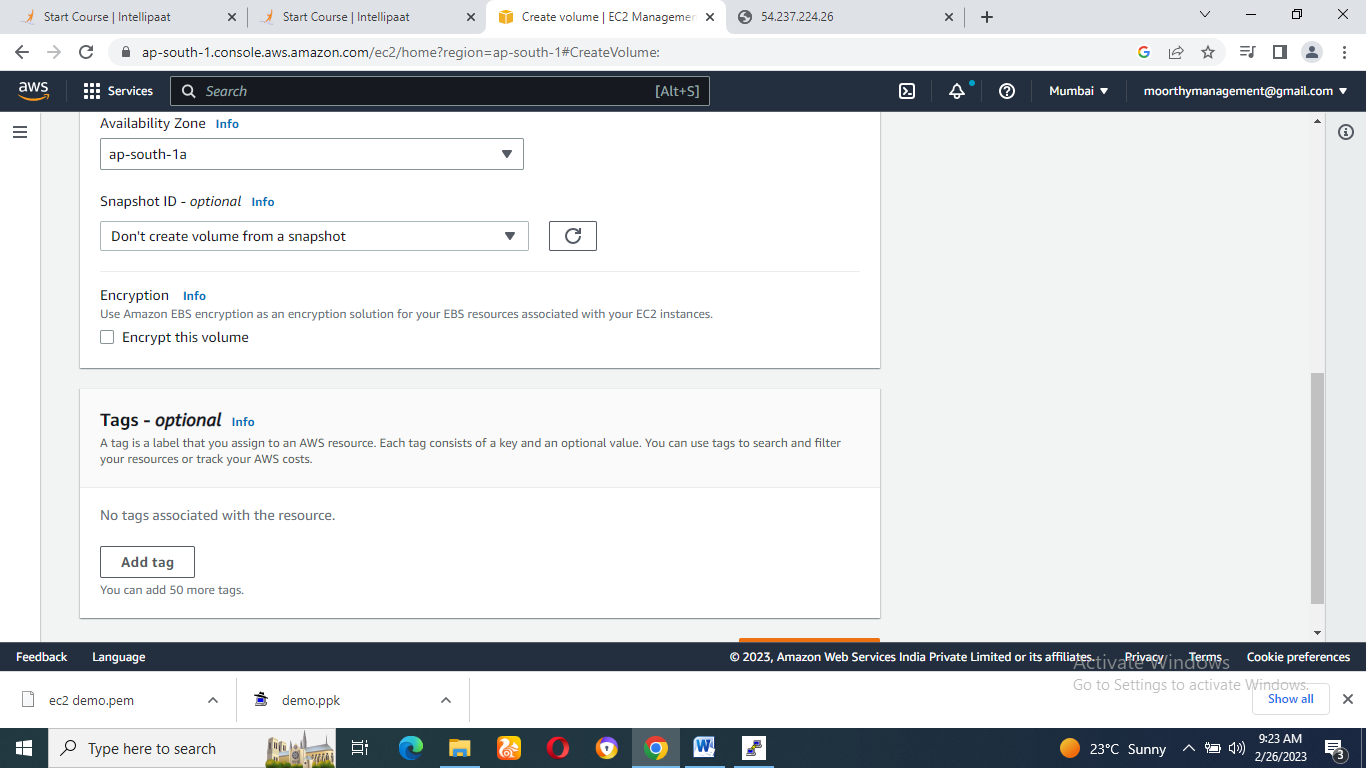 Start Course | Intellipaat
Start Course | Intellipaat
Create volume | EC2 Managemen
54.237.224.26
ap-south-1.console.aws.amazon.com/ec2/home?region=ap-south-1#CreateVolume:
aws
Services
Search
[Alt+S]
Mumbai
moorthymanagement@gmail.com
Availability Zone Info
ap-south-1a
Snapshot ID - optional Info
Don't create volume from a snapshot
Encryption Info
Use Amazon EBS encryption as an encryption solution for your EBS resources associated with your EC2 instances.
Encrypt this volume
Tags - optional Info
A tag is a label that you assign to an AWS resource. Each tag consists of a key and an optional value. You can use tags to search and filter
your resources or track your AWS costs.
No tags associated with the resource.
Add tag
You can add 50 more tags.
Feedback
Language
© 2023, Amazon Web Services India Private Limited or its affiliates.
Privacy
Terms
Cookie preferences
Activate Windows
Go to Settings to activate Windows.
ec2 demo.pem
demo.ppk
Show all
Type here to search
23°C Sunny
9:23 AM
2/26/2023
3